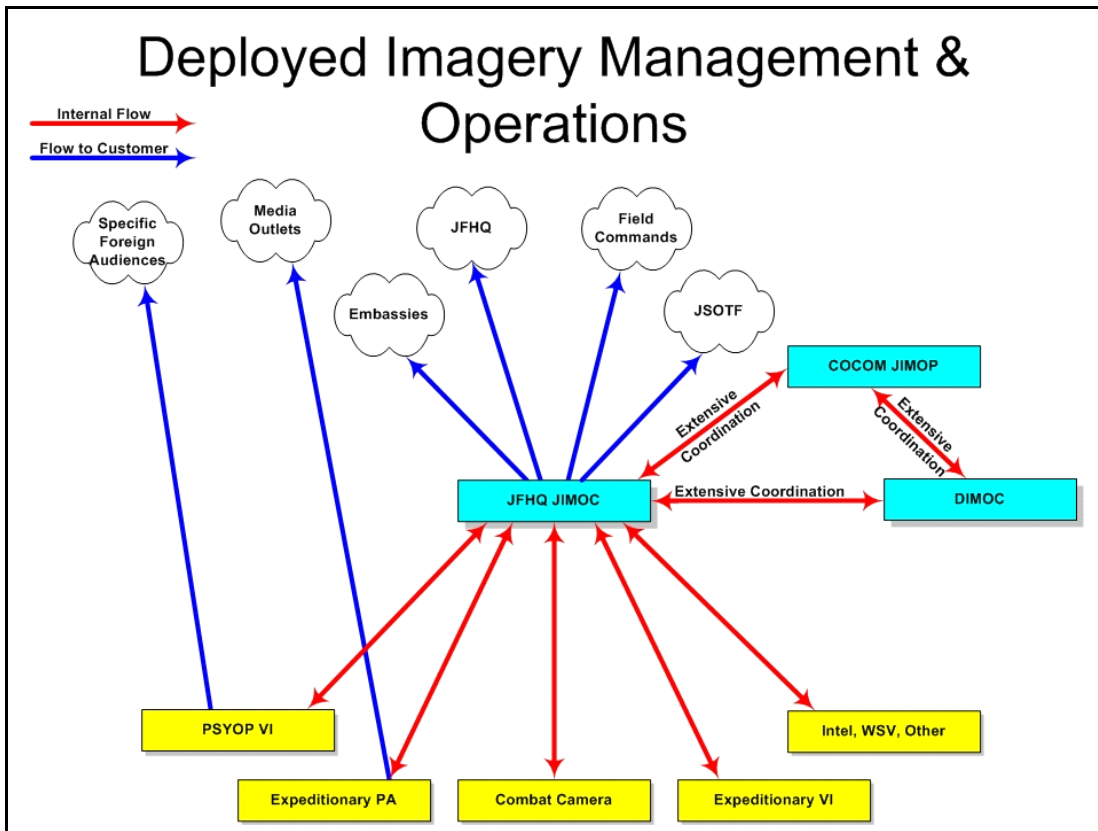 Deployed Imagery Management &
Operations
Internal Flow
Flow to Customer
Specific
Foreign
Audiences
Media
Outlets
JFHQ
Field
Commands
Embassies
JSOTF
COCOM JIMOP
Extensive
Coordination
Extensive
Coordination
JFHQ JIMOC
Extensive Coordination
DIMOC
PSYOP VI
Intel, WSV, Other
Expeditionary PA
Combat Camera
Expeditionary VI